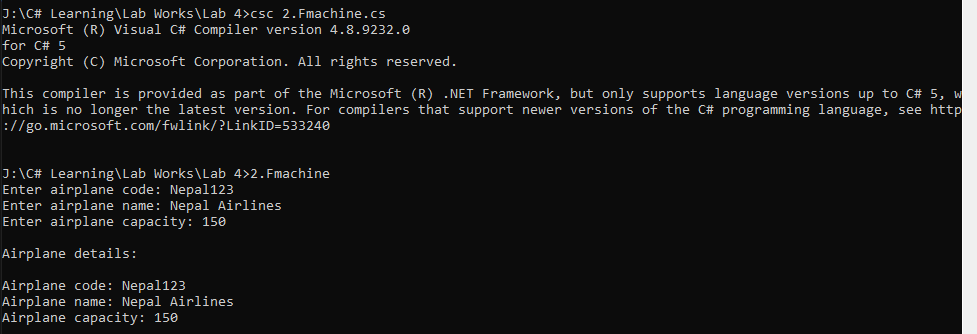 J:\C# Learning\Lab Works\Lab 4>csc 2.Fmachine.cs
Microsoft (R) Visual C# Compiler version 4.8.9232.0
for C# 5
Copyright (C) Microsoft Corporation. All rights reserved.
This compiler is provided as part of the Microsoft (R) .NET Framework, but only supports language versions up to C# 5, w
hich is no longer the latest version. For compilers that support newer versions of the C# programming language, see http
://go.microsoft.com/fwlink/?LinkID=533240
J:\C# Learning\Lab Works\Lab 4>2.Fmachine
Enter airplane code: Nepal123
Enter airplane name: Nepal Airlines
Enter airplane capacity: 150
Airplane details:
Airplane code: Nepal123
Airplane name: Nepal Airlines
Airplane capacity: 150